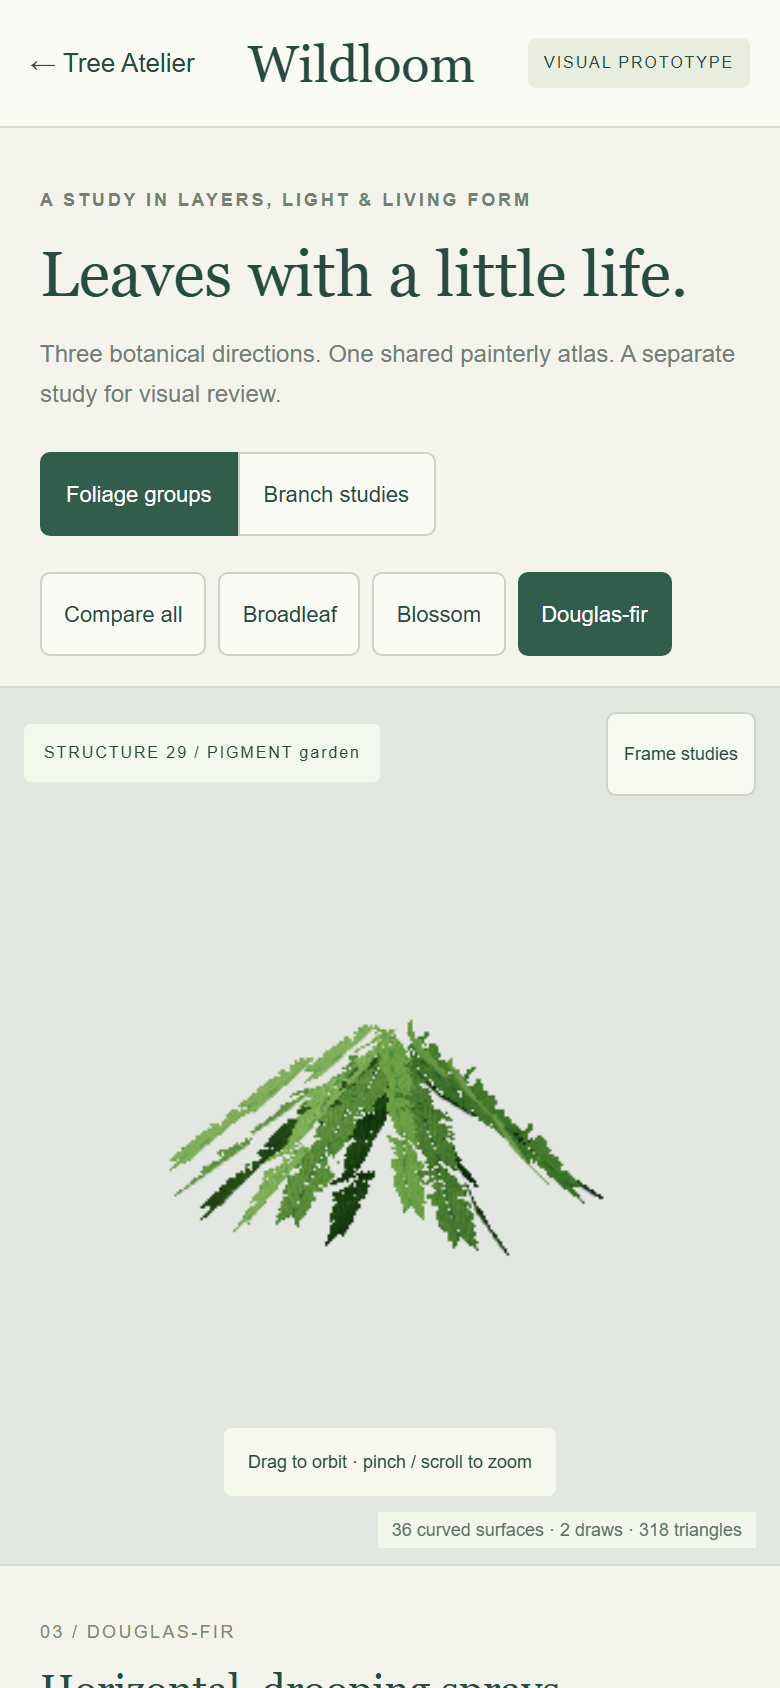 ← Tree Atelier
Wildloom
VISUAL PROTOTYPE
A STUDY IN LAYERS, LIGHT & LIVING FORM
Leaves with a little life.
Three botanical directions. One shared painterly atlas. A separate
study for visual review.
Foliage groups
Branch studies
Compare all
Broadleaf
Blossom
Douglas-fir
STRUCTURE 29 / PIGMENT garden
Frame studies
Drag to orbit · pinch / scroll to zoom
36 curved surfaces · 2 draws · 318 triangles
03 / DOUGLAS-FIR
Horizontal, drooping sprays